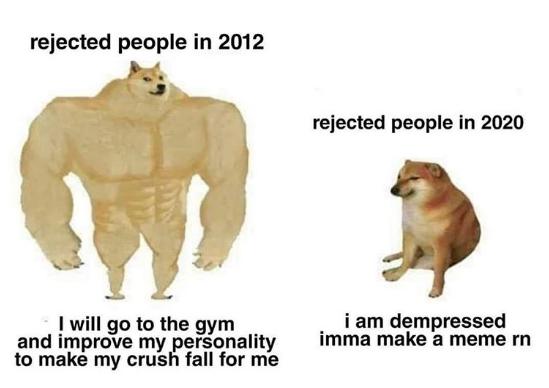 rejected people in 2012
I will go to the gym
and improve my personality
to make my crush fall for me
rejected people in 2020
i am dempressed
imma make a meme rn